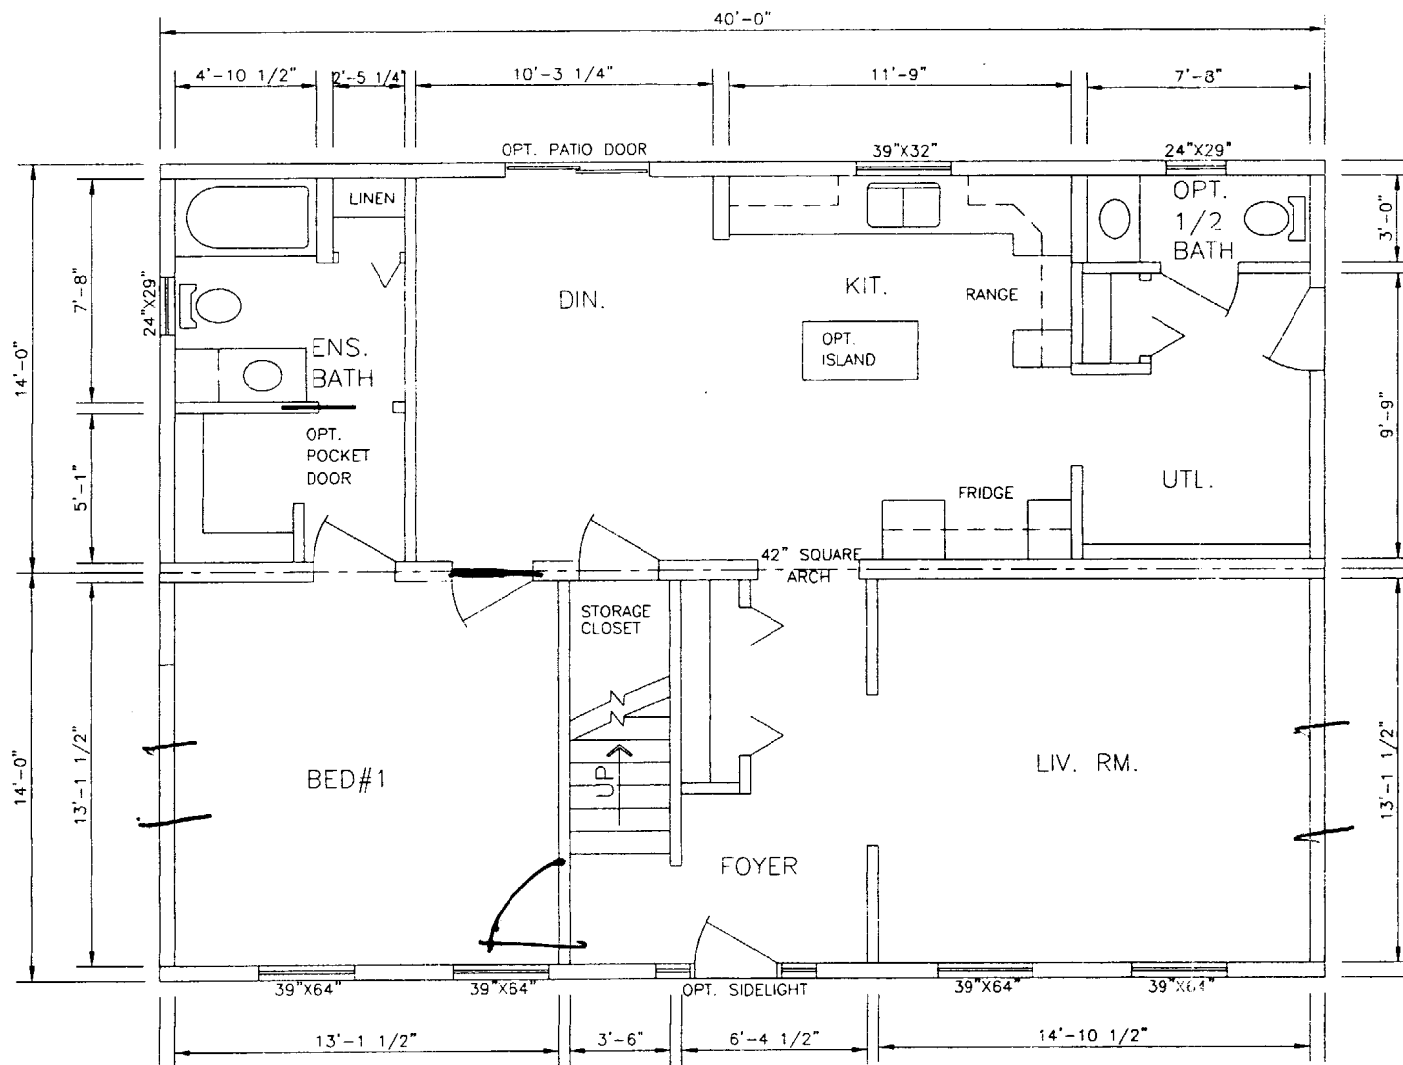 40'-0"
4'-10 1/2"
2'-5 1/4"
10'-3 1/4"
11'-9"
7'-8"
OPT. PATIO DOOR
39"X32"
24"X29"
LINEN
OPT.
1/2
BATH
3'-0"
7'-8"
24"X29"
DIN.
KIT.
RANGE
14'-0"
ENS.
BATH
OPT.
ISLAND
9'-9"
OPT.
POCKET
DOOR
5'-1"
FRIDGE
UTL.
42" SQUARE
ARCH
STORAGE
CLOSET
14'-0"
13'-1 1/2"
BED#1
UP
LIV. RM.
13'-1 1/2"
FOYER
39"X64"
39"X64"
OPT. SIDELIGHT
39"X64"
39"X64"
13'-1 1/2"
3'-6"
6'-4 1/2"
14'-10 1/2"